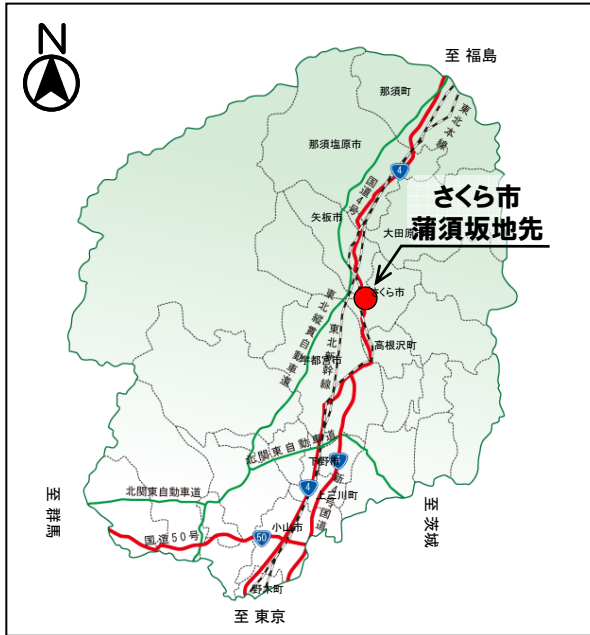 N
至 福島
那須町
東北本線
那須塩原市
国道4号
4
さくら市
蒲須坂地先
矢板市
大田原
さくら市
東北縦貫自動車道
東北新幹線
高根沢町
宇都宮市
北関東自動車道
下野市
4
新4号国道
上三川町
北関東自動車道
至 群馬
至 茨城
国道50号
50
小山市
野木町
至 東京